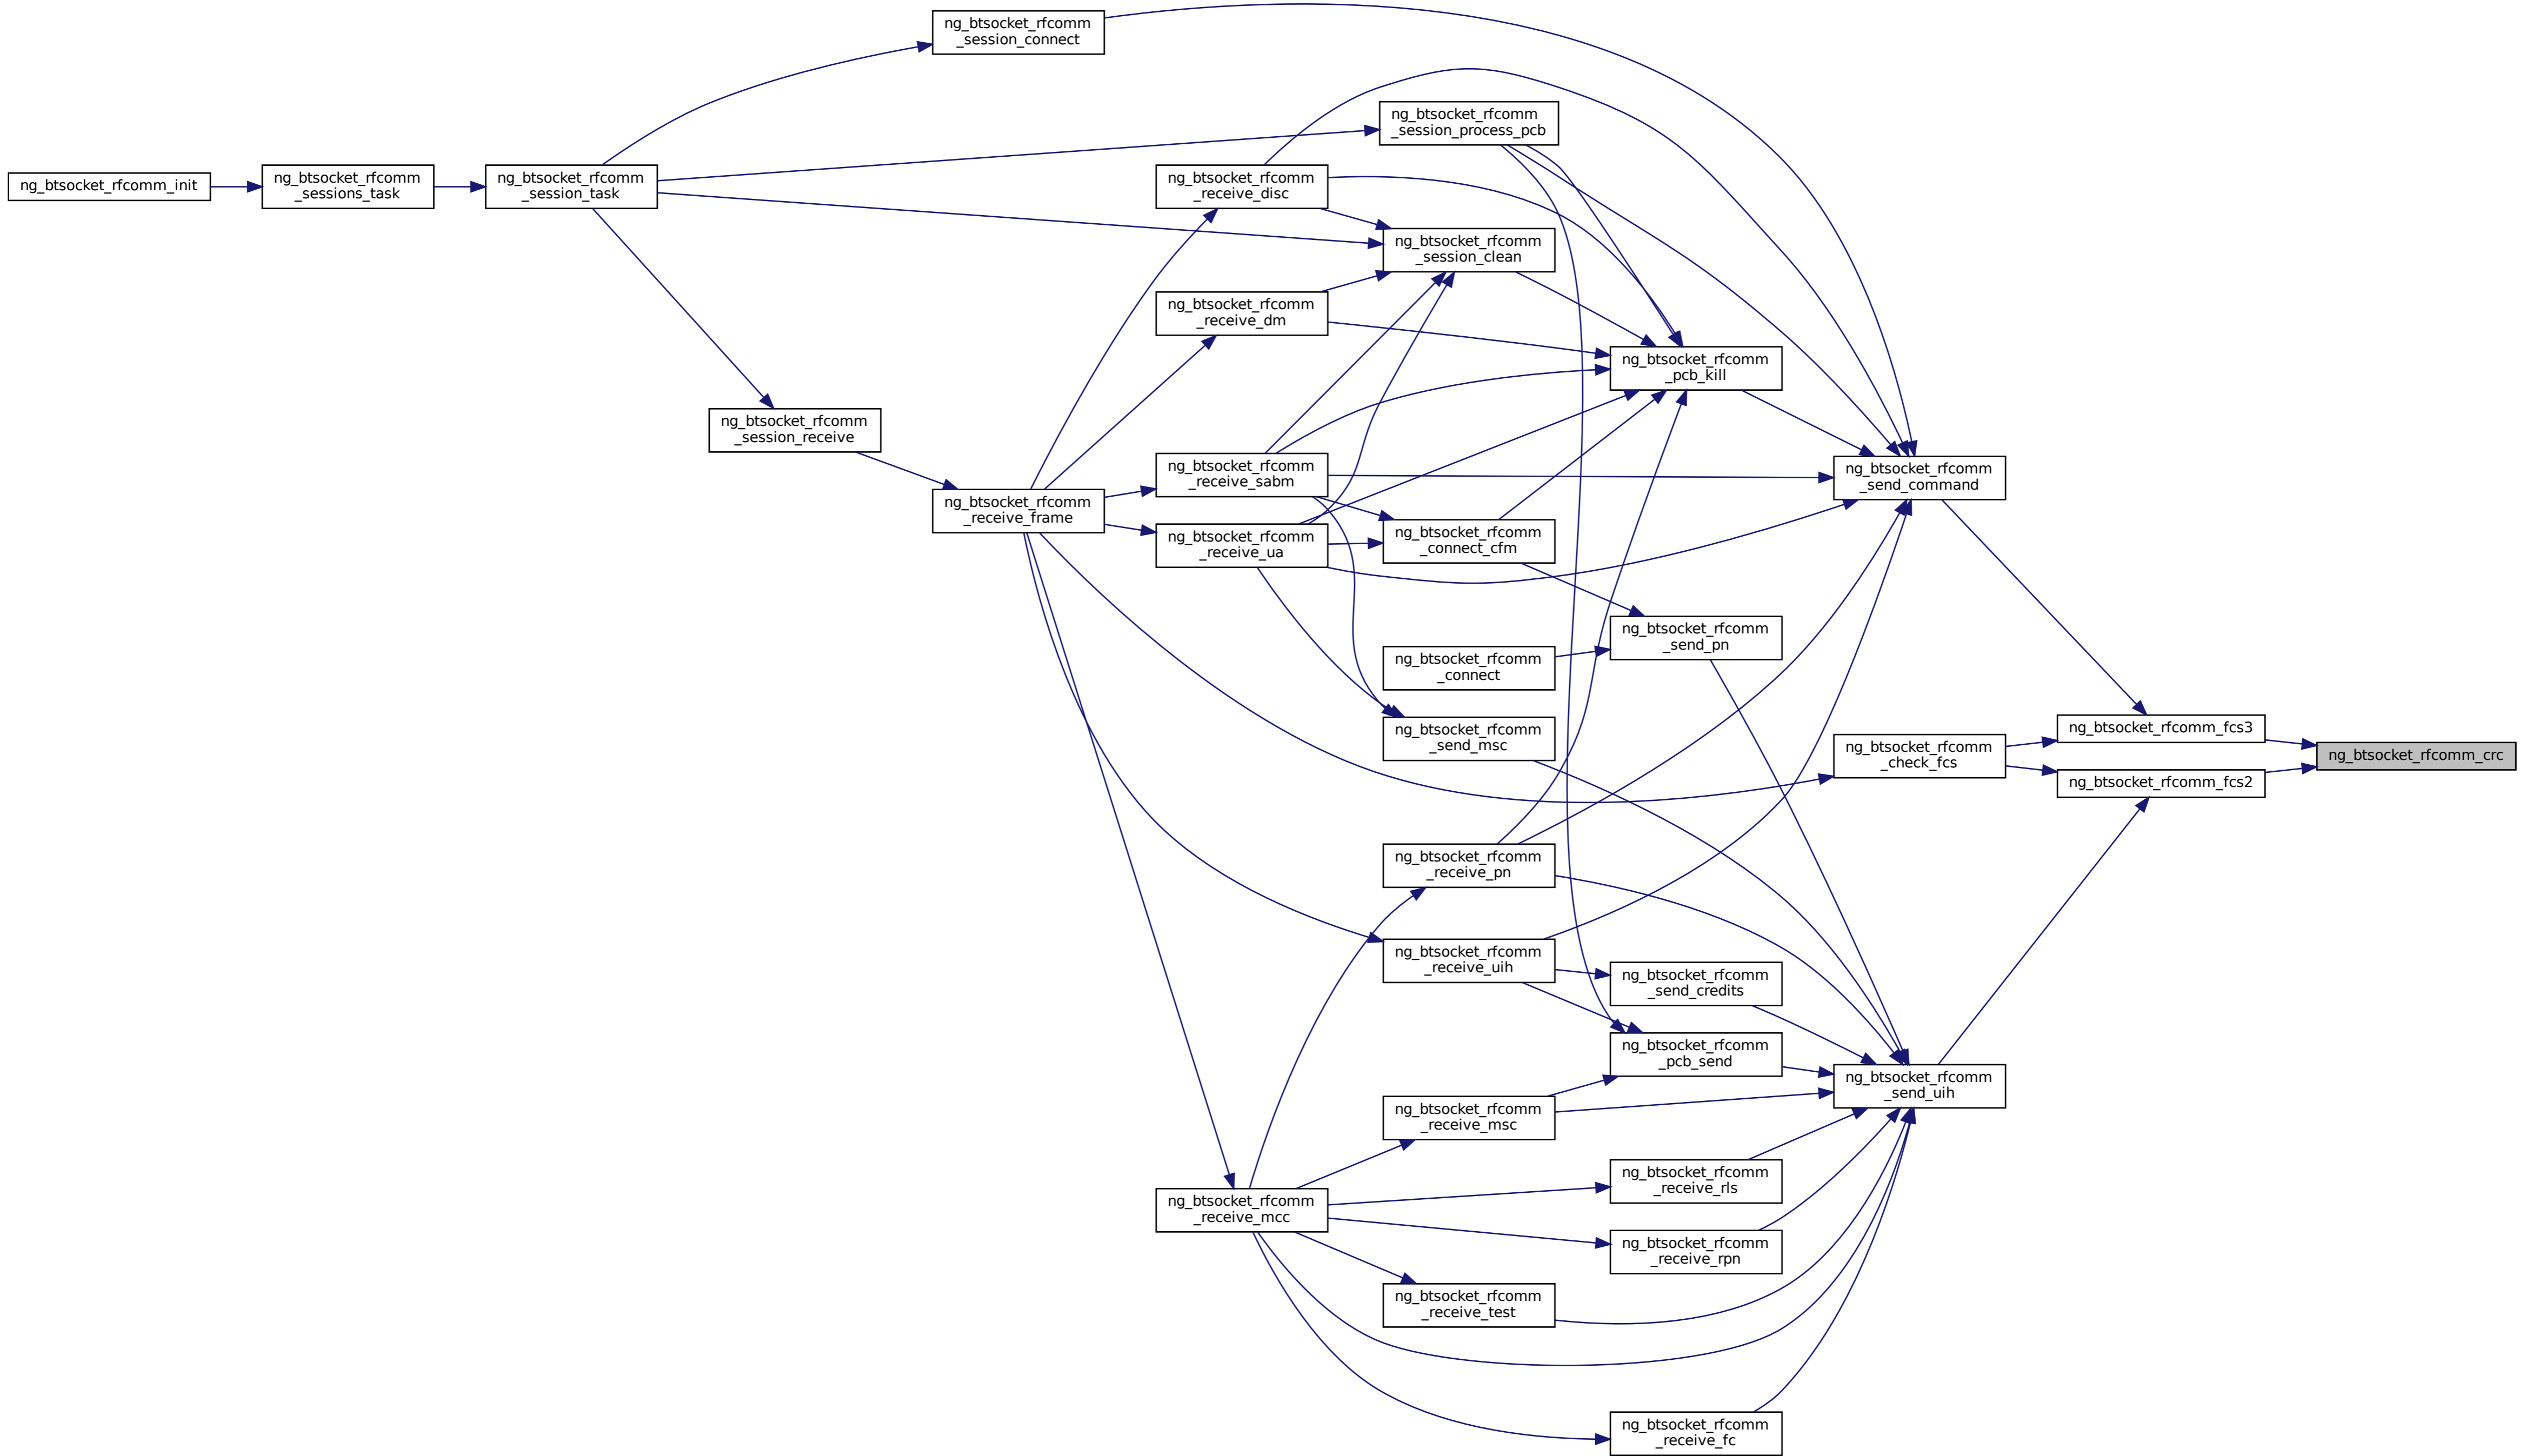 ng_btsocket_rfcomm
_session_connect
ng_btsocket_rfcomm
_session_process_pcb
ng_btsocket_rfcomm_init
ng_btsocket_rfcomm
_sessions_task
ng_btsocket_rfcomm
_session_task
ng_btsocket_rfcomm
_receive_disc
ng_btsocket_rfcomm
_session_clean
ng_btsocket_rfcomm
_receive_dm
ng_btsocket_rfcomm
_pcb_kill
ng_btsocket_rfcomm
_session_receive
ng_btsocket_rfcomm
_receive_sabm
ng_btsocket_rfcomm
_send_command
ng_btsocket_rfcomm
_receive_frame
ng_btsocket_rfcomm
_receive_ua
ng_btsocket_rfcomm
_connect_cfm
ng_btsocket_rfcomm
_send_pn
ng_btsocket_rfcomm
_connect
ng_btsocket_rfcomm
_send_msc
ng_btsocket_rfcomm_fcs3
ng_btsocket_rfcomm
_check_fcs
ng_btsocket_rfcomm_crc
ng_btsocket_rfcomm_fcs2
ng_btsocket_rfcomm
_receive_pn
ng_btsocket_rfcomm
_receive_uih
ng_btsocket_rfcomm
_send_credits
ng_btsocket_rfcomm
_pcb_send
ng_btsocket_rfcomm
_send_uih
ng_btsocket_rfcomm
_receive_msc
ng_btsocket_rfcomm
_receive_rls
ng_btsocket_rfcomm
_receive_mcc
ng_btsocket_rfcomm
_receive_rpn
ng_btsocket_rfcomm
_receive_test
ng_btsocket_rfcomm
_receive_fc